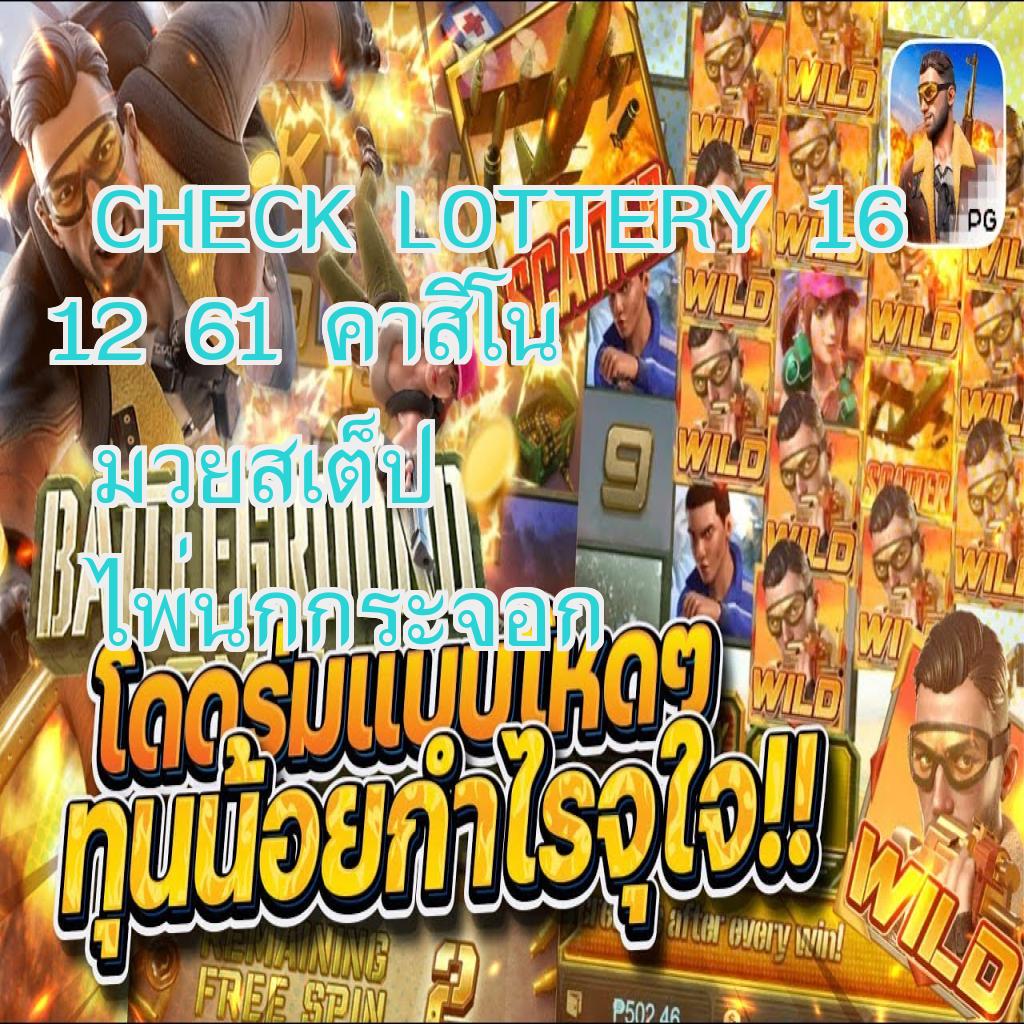 WILD
WILD
PG
CHECK LOTTERY 16
SCATTER
WILD
WILD
12 61 คาสิโน
WILD
มวยสเต็ป
WILD
9
SCATTER
BATTLEGROUND
WILD
WILD
ไพ่นกกระจอก
WILD
โดดร่มแบบโหดๆ
ทุนน้อยกำไรจุใจ!!
WILD
after every win!
REMAINING
FREE SPIN 2
₱502.46